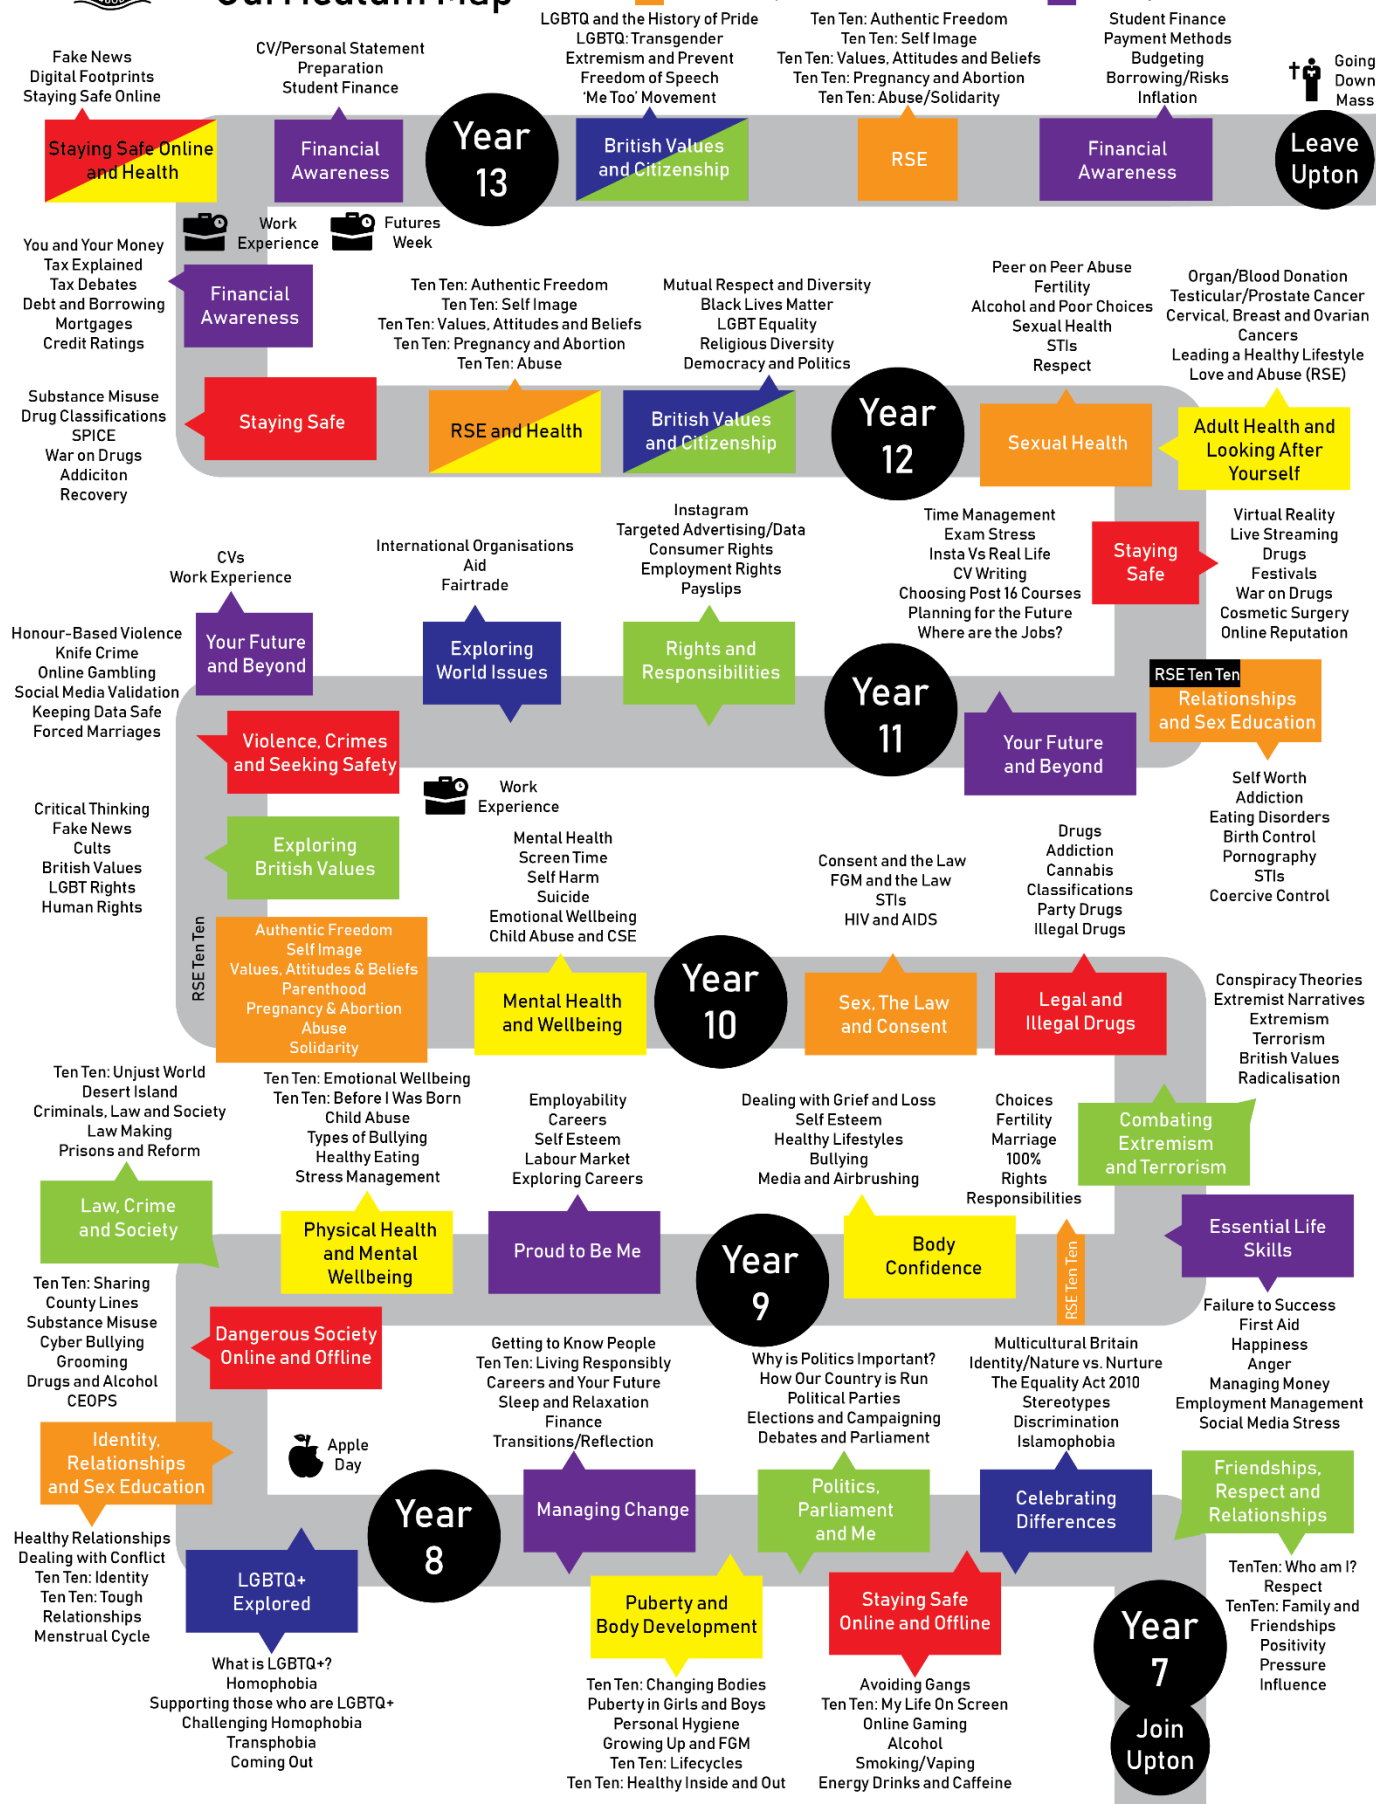 Curriculum Map
Fake News
Digital Footprints
Staying Safe Online
CV/Personal Statement
Preparation
Student Finance
LGBTQ and the History of Pride
LGBTQ: Transgender
Extremism and Prevent
Freedom of Speech
‘Me Too’ Movement
Ten Ten: Authentic Freedom
Ten Ten: Self Image
Ten Ten: Values, Attitudes and Beliefs
Ten Ten: Pregnancy and Abortion
Ten Ten: Abuse/Solidarity
Student Finance
Payment Methods
Budgeting
Borrowing/Risks
Inflation
Going
Down
Mass
Staying Safe Online
and Health
Financial
Awareness
Year
13
British Values
and Citizenship
RSE
Financial
Awareness
Leave
Upton
Work
Experience
Futures
Week
You and Your Money
Tax Explained
Tax Debates
Debt and Borrowing
Mortgages
Credit Ratings
Financial
Awareness
Ten Ten: Authentic Freedom
Ten Ten: Self Image
Ten Ten: Values, Attitudes and Beliefs
Ten Ten: Pregnancy and Abortion
Ten Ten: Abuse
Mutual Respect and Diversity
Black Lives Matter
LGBT Equality
Religious Diversity
Democracy and Politics
Peer on Peer Abuse
Fertility
Alcohol and Poor Choices
Sexual Health
STIs
Respect
Organ/Blood Donation
Testicular/Prostate Cancer
Cervical, Breast and Ovarian
Cancers
Leading a Healthy Lifestyle
Love and Abuse (RSE)
Substance Misuse
Drug Classifications
SPICE
War on Drugs
Addiciton
Recovery
Staying Safe
RSE and Health
British Values
and Citizenship
Year
12
Sexual Health
Adult Health and
Looking After
Yourself
CVs
Work Experience
International Organisations
Aid
Fairtrade
Instagram
Targeted Advertising/Data
Consumer Rights
Employment Rights
Payslips
Time Management
Exam Stress
Insta Vs Real Life
CV Writing
Choosing Post 16 Courses
Planning for the Future
Where are the Jobs?
Staying
Safe
Virtual Reality
Live Streaming
Drugs
Festivals
War on Drugs
Cosmetic Surgery
Online Reputation
Honour-Based Violence
Knife Crime
Online Gambling
Social Media Validation
Keeping Data Safe
Forced Marriages
Your Future
and Beyond
Exploring
World Issues
Rights and
Responsibilities
Year
11
Your Future
and Beyond
RSE Ten Ten
Relationships
and Sex Education
Violence, Crimes
and Seeking Safety
Work
Experience
Self Worth
Addiction
Eating Disorders
Birth Control
Pornography
STIs
Coercive Control
Critical Thinking
Fake News
Cults
British Values
LGBT Rights
Human Rights
Exploring
British Values
Mental Health
Screen Time
Self Harm
Suicide
Emotional Wellbeing
Child Abuse and CSE
Consent and the Law
FGM and the Law
STIs
HIV and AIDS
Drugs
Addiction
Cannabis
Classifications
Party Drugs
Illegal Drugs
RSE Ten Ten
Authentic Freedom
Self Image
Values, Attitudes & Beliefs
Parenthood
Pregnancy & Abortion
Abuse
Solidarity
Mental Health
and Wellbeing
Year
10
Sex, The Law
and Consent
Legal and
Illegal Drugs
Conspiracy Theories
Extremist Narratives
Extremism
Terrorism
British Values
Radicalisation
Ten Ten: Unjust World
Desert Island
Criminals, Law and Society
Law Making
Prisons and Reform
Ten Ten: Emotional Wellbeing
Ten Ten: Before I Was Born
Child Abuse
Types of Bullying
Healthy Eating
Stress Management
Employability
Careers
Self Esteem
Labour Market
Exploring Careers
Dealing with Grief and Loss
Self Esteem
Healthy Lifestyles
Bullying
Media and Airbrushing
Choices
Fertility
Marriage
100%
Rights
Responsibilities
Combating
Extremism
and Terrorism
Law, Crime
and Society
Physical Health
and Mental
Wellbeing
Proud to Be Me
Year
9
Body
Confidence
RSE Ten Ten
Essential Life
Skills
Ten Ten: Sharing
County Lines
Substance Misuse
Cyber Bullying
Grooming
Drugs and Alcohol
CEOPS
Dangerous Society
Online and Offline
Getting to Know People
Ten Ten: Living Responsibly
Careers and Your Future
Sleep and Relaxation
Finance
Transitions/Reflection
Why is Politics Important?
How Our Country is Run
Political Parties
Elections and Campaigning
Debates and Parliament
Multicultural Britain
Identity/Nature vs. Nurture
The Equality Act 2010
Stereotypes
Discrimination
Islamophobia
Failure to Success
First Aid
Happiness
Anger
Managing Money
Employment Management
Social Media Stress
Identity,
Relationships
and Sex Education
Apple
Day
Year
8
Managing Change
Politics,
Parliament
and Me
Celebrating
Differences
Friendships,
Respect and
Relationships
Healthy Relationships
Dealing with Conflict
Ten Ten: Identity
Ten Ten: Tough
Relationships
Menstrual Cycle
LGBTQ+
Explored
Puberty and
Body Development
Staying Safe
Online and Offline
Year
7
TenTen: Who am I?
Respect
TenTen: Family and
Friendships
Positivity
Pressure
Influence
What is LGBTQ+?
Homophobia
Supporting those who are LGBTQ+
Challenging Homophobia
Transphobia
Coming Out
Ten Ten: Changing Bodies
Puberty in Girls and Boys
Personal Hygiene
Growing Up and FGM
Ten Ten: Lifecycles
Ten Ten: Healthy Inside and Out
Avoiding Gangs
Ten Ten: My Life On Screen
Online Gaming
Alcohol
Smoking/Vaping
Energy Drinks and Caffeine
Join
Upton